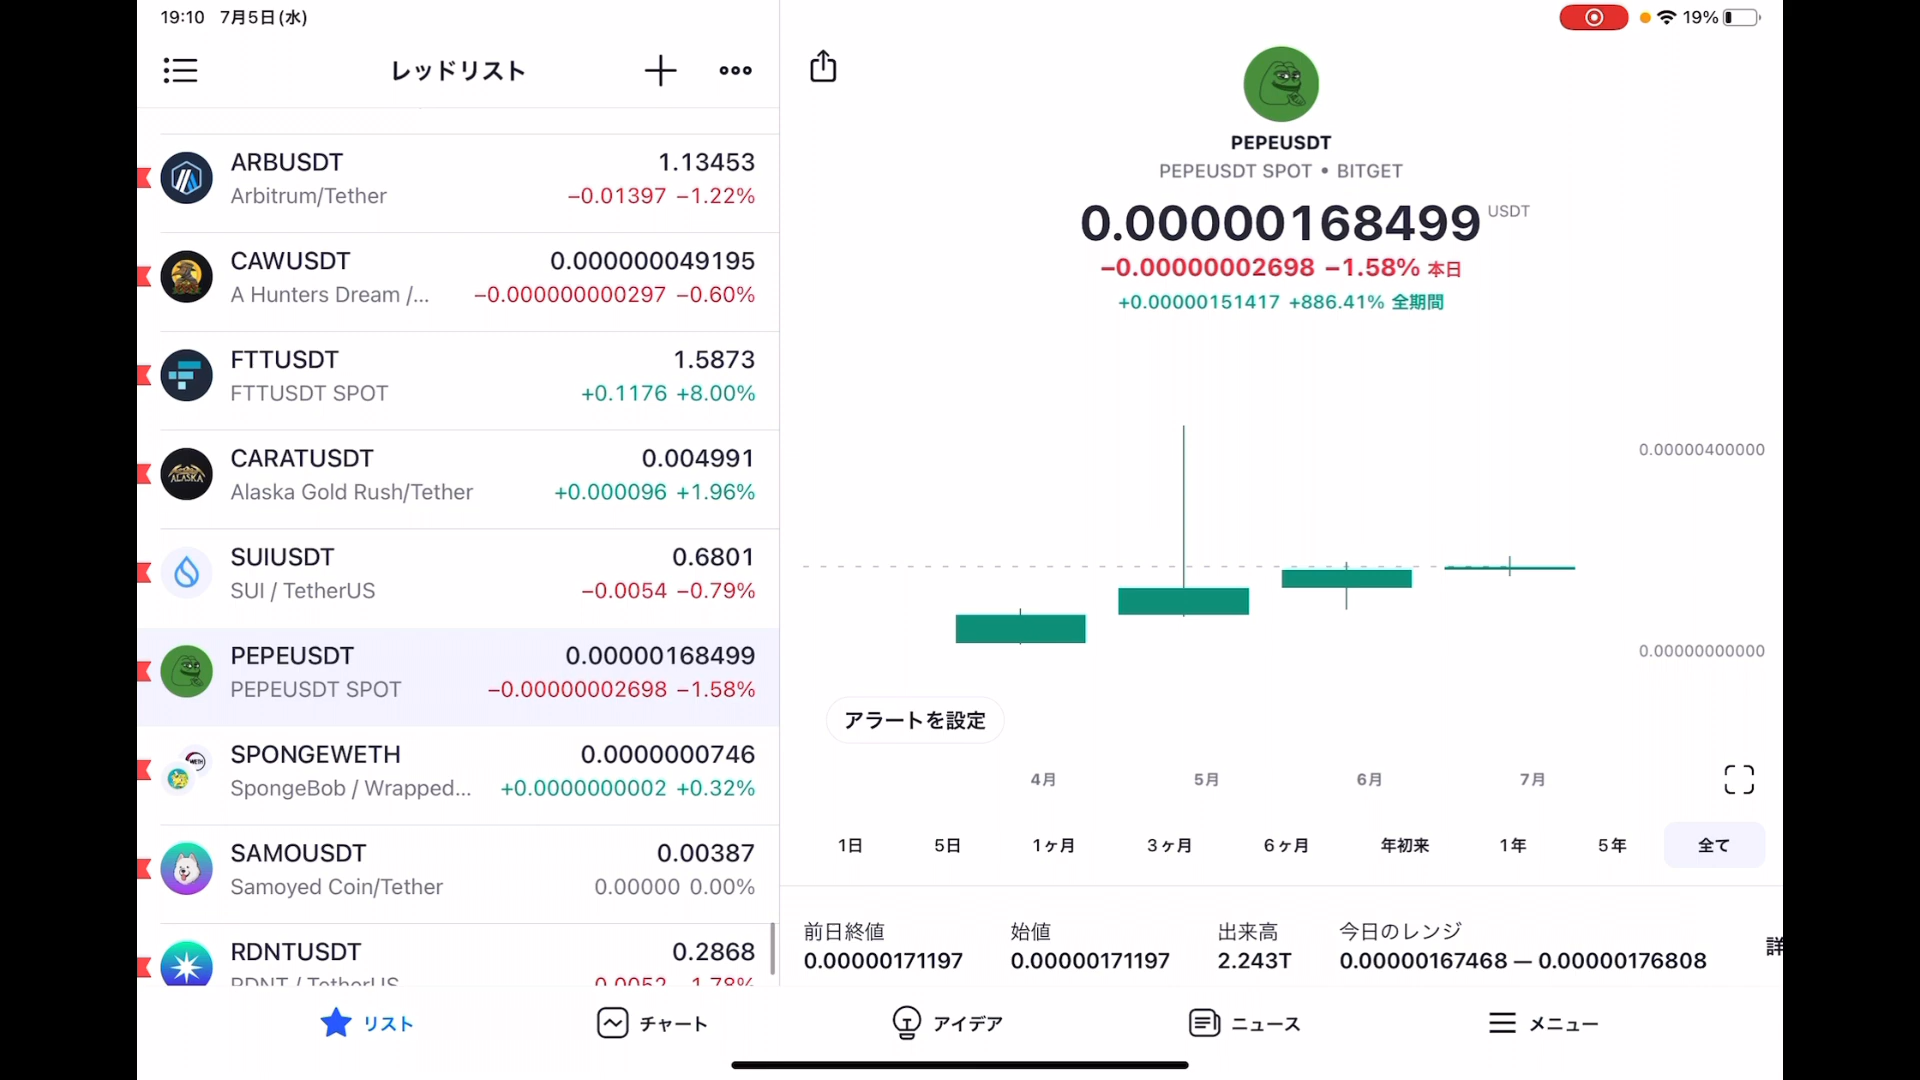 19:10 7月5日(水)
19%
レッドリスト
ARBUSDT 1.13453
Arbitrum/Tether −0.01397 −1.22%
CAWUSDT 0.000000049195
A Hunters Dream /... −0.000000000297 −0.60%
FTTUSDT 1.5873
FTTUSDT SPOT +0.1176 +8.00%
ALASKA
CARATUSDT 0.004991
Alaska Gold Rush/Tether +0.000096 +1.96%
SUIUSDT 0.6801
SUI / TetherUS −0.0054 −0.79%
PEPEUSDT 0.00000168499
PEPEUSDT SPOT −0.00000002698 −1.58%
WETH
SPONGEWETH 0.0000000746
SpongeBob / Wrapped... +0.0000000002 +0.32%
SAMOUSDT 0.00387
Samoyed Coin/Tether 0.00000 0.00%
RDNTUSDT 0.2868
RDNT / TetherUS −0.0052 −1.78%
PEPEUSDT
PEPEUSDT SPOT • BITGET
0.00000168499 USDT
−0.00000002698 −1.58% 本日
+0.00000151417 +886.41% 全期間
0.00000400000
0.00000000000
アラートを設定
4月 5月 6月 7月
1日 5日 1ヶ月 3ヶ月 6ヶ月 年初来 1年 5年 全て
前日終値 始値 出来高 今日のレンジ
0.00000171197 0.00000171197 2.243T 0.00000167468 — 0.00000176808
詳
リスト チャート アイデア ニュース メニュー